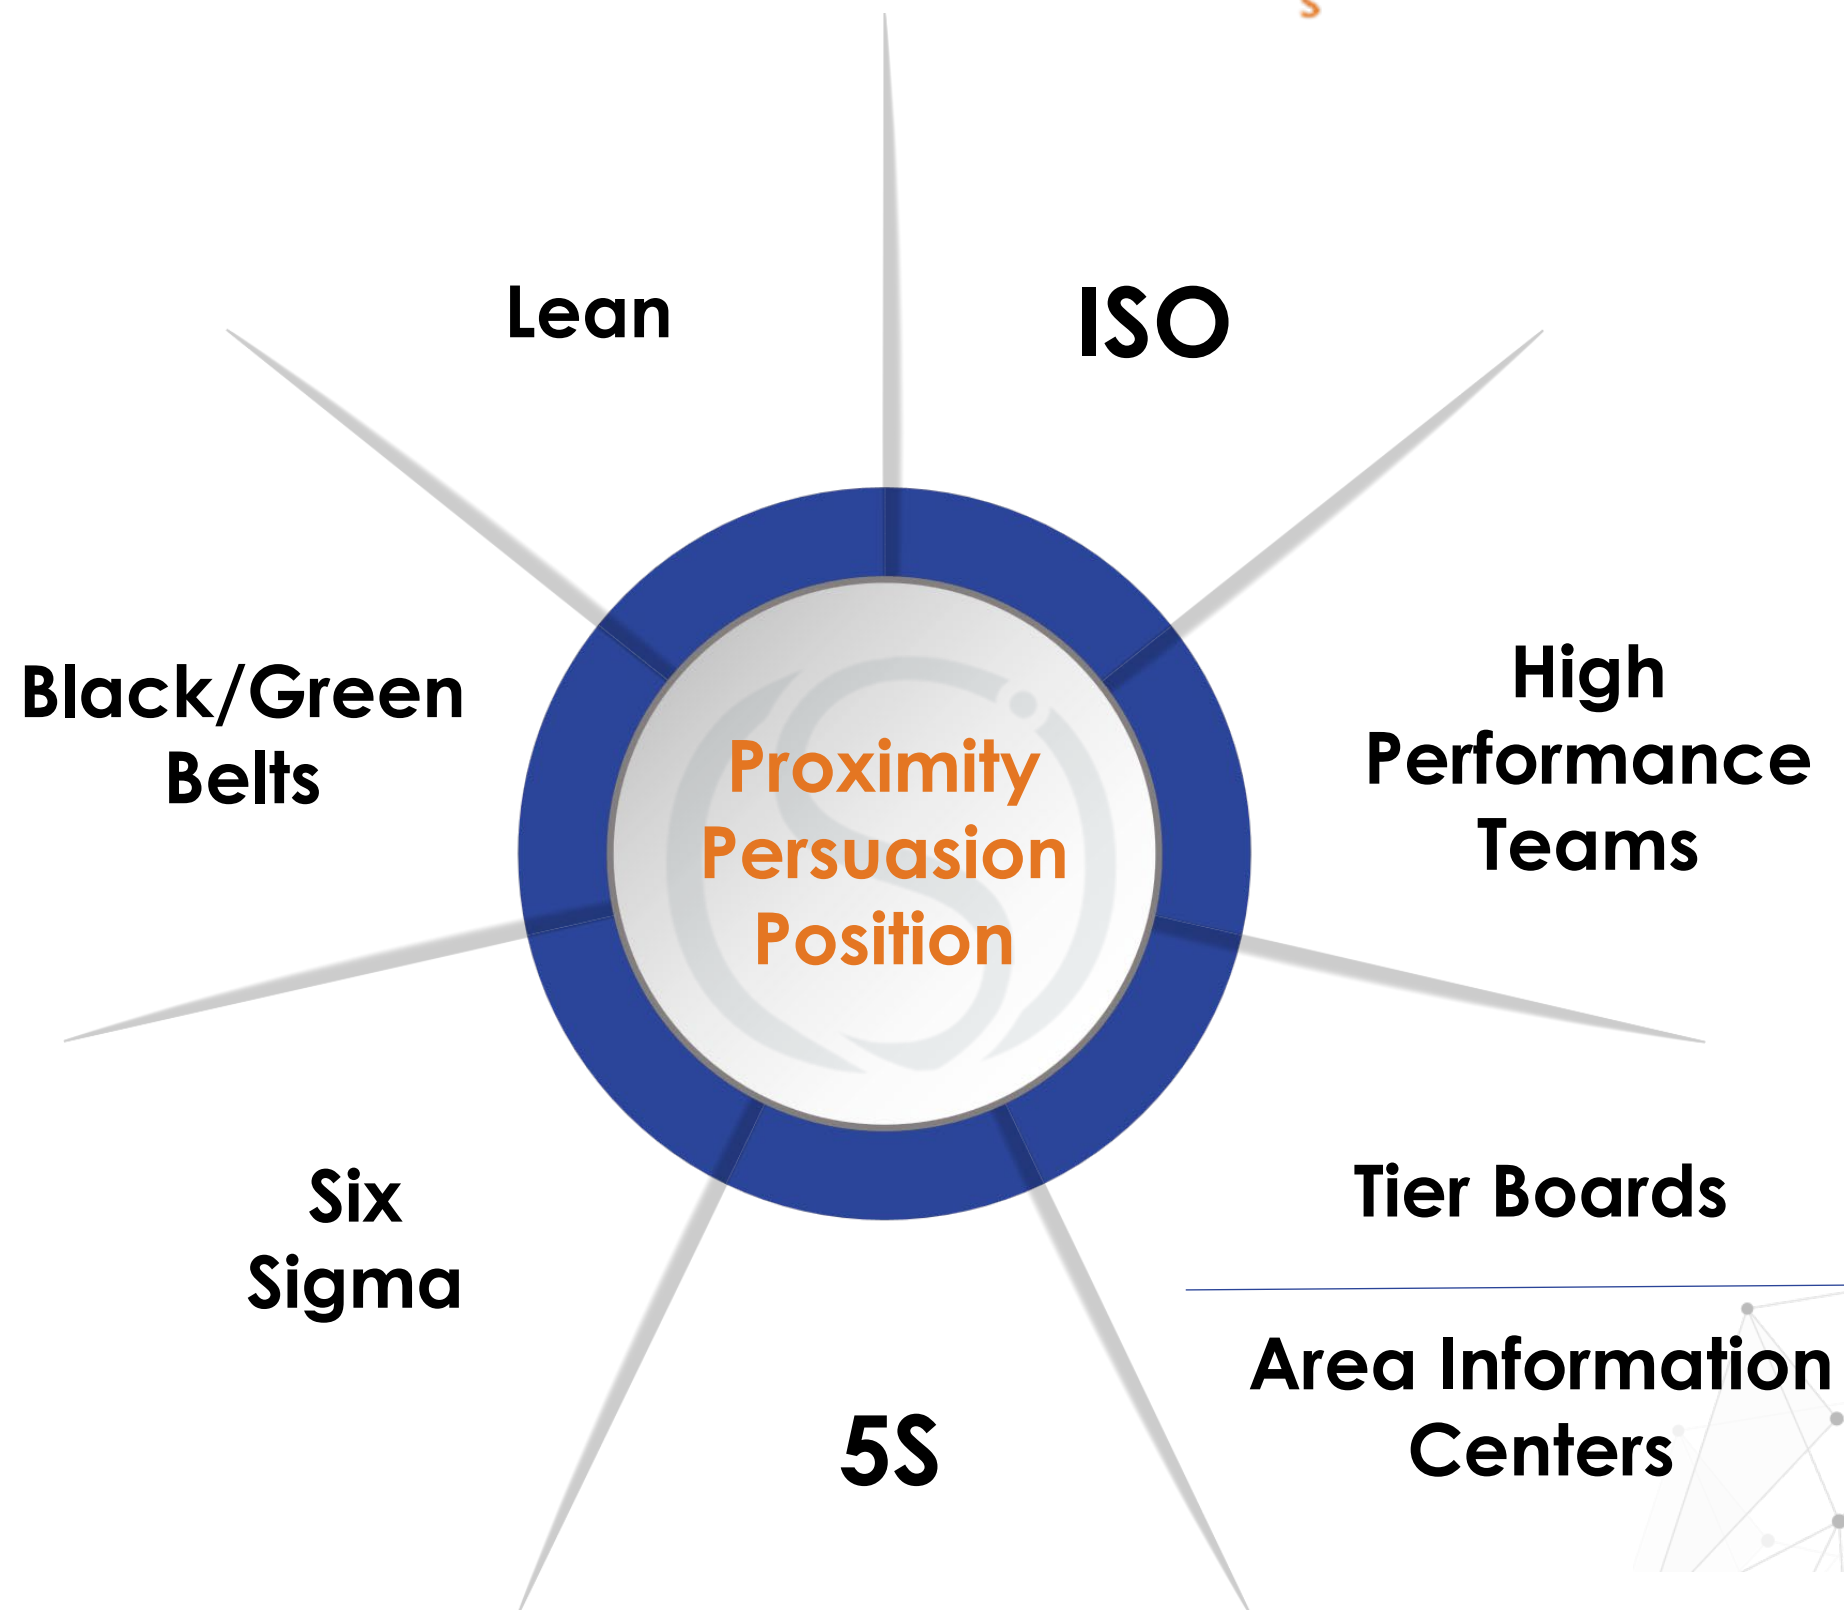 Lean
ISO
Black/Green
Belts
High
Performance
Teams
Proximity
Persuasion
Position
Six
Sigma
Tier Boards
Area Information
Centers
5S